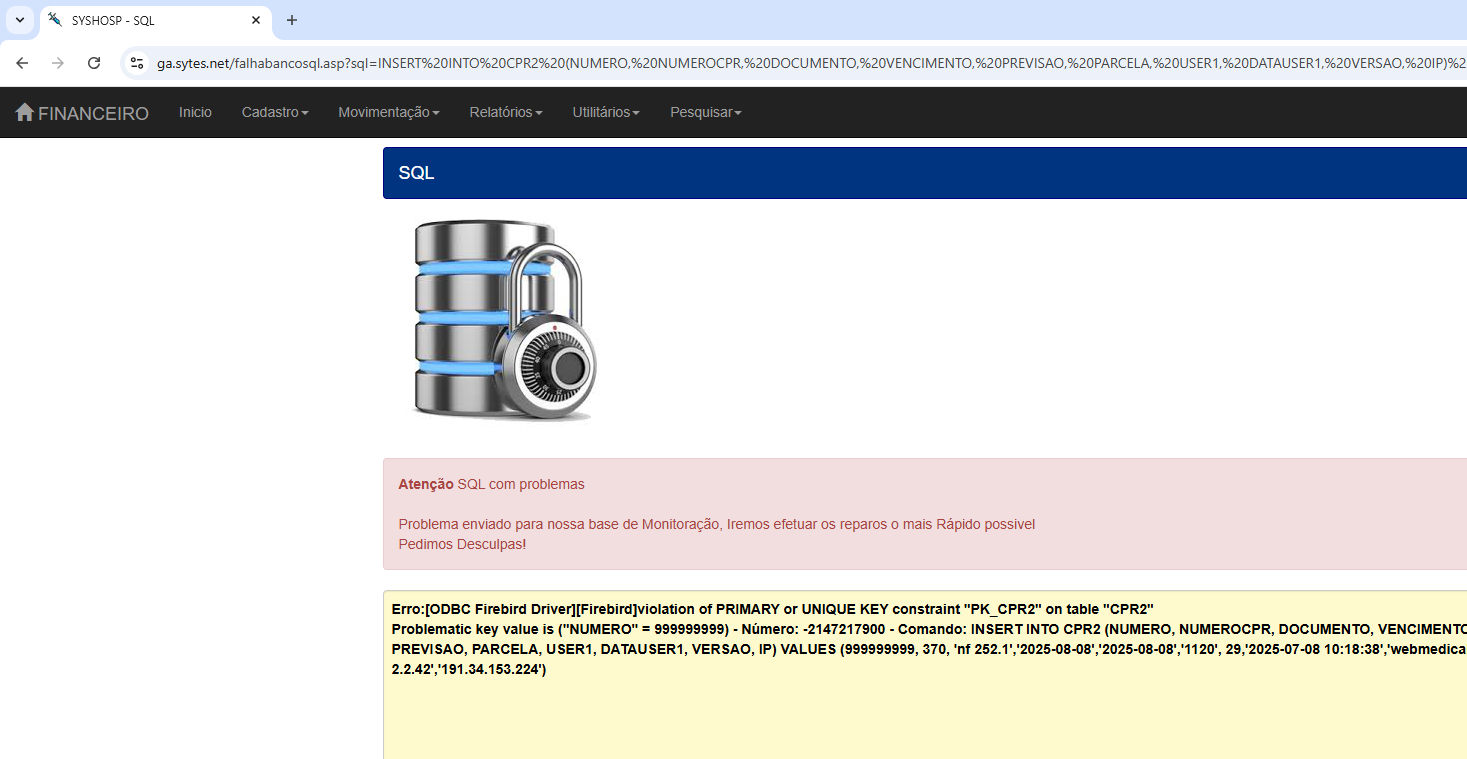 SYSHOSP - SQL
ga.sytes.net/falhabancosql.asp?sql=INSERT%20INTO%20CPR2%20(NUMERO,%20NUMEROCPR,%20DOCUMENTO,%20VENCIMENTO,%20PREVISAO,%20PARCELA,%20USER1,%20DATAUSER1,%20VERSAO,%20IP)%2
FINANCEIRO Inicio Cadastro Movimentação Relatórios Utilitários Pesquisar
SQL
Atenção SQL com problemas
Problema enviado para nossa base de Monitoração, Iremos efetuar os reparos o mais Rápido possivel
Pedimos Desculpas!
Erro:[ODBC Firebird Driver][Firebird]violation of PRIMARY or UNIQUE KEY constraint "PK_CPR2" on table "CPR2"
Problematic key value is ("NUMERO" = 999999999) - Número: -2147217900 - Comando: INSERT INTO CPR2 (NUMERO, NUMEROCPR, DOCUMENTO, VENCIMENTO
PREVISAO, PARCELA, USER1, DATAUSER1, VERSAO, IP) VALUES (999999999, 370, 'nf 252.1','2025-08-08','2025-08-08','1120', 29,'2025-07-08 10:18:38','webmedica
2.2.42','191.34.153.224')